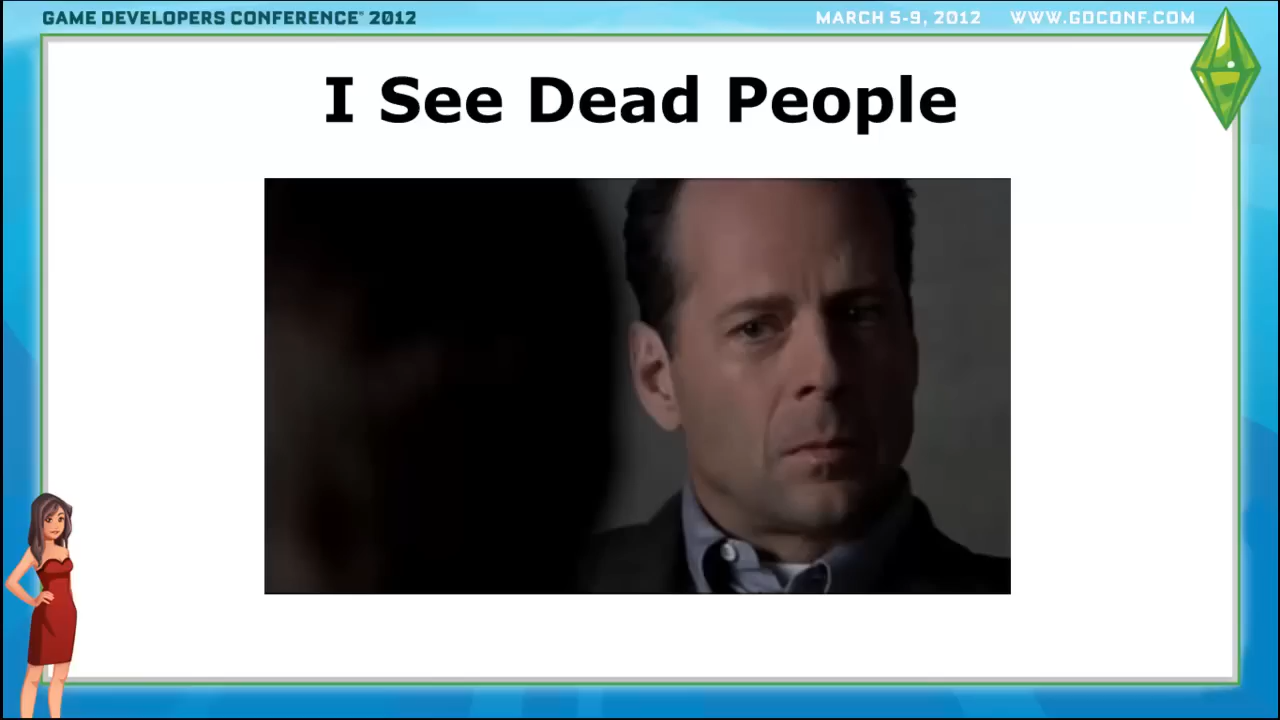 GAME DEVELOPERS CONFERENCE® 2012
MARCH 5-9, 2012 WWW.GDCONF.COM
I See Dead People